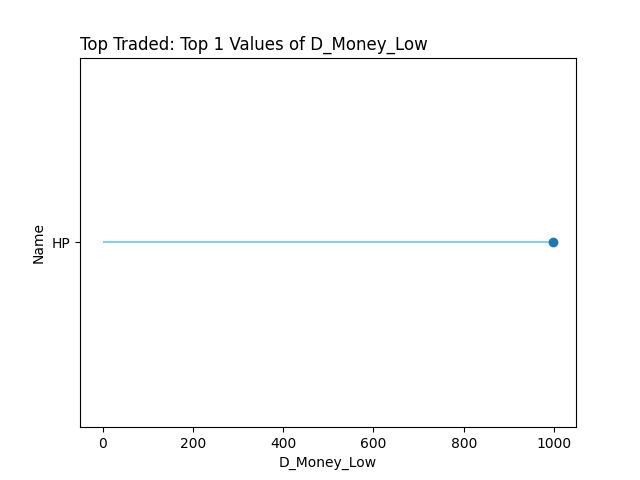 Top Traded: Top 1 Values of D_Money_Low
Name
HP
0 200 400 600 800 1000
D_Money_Low